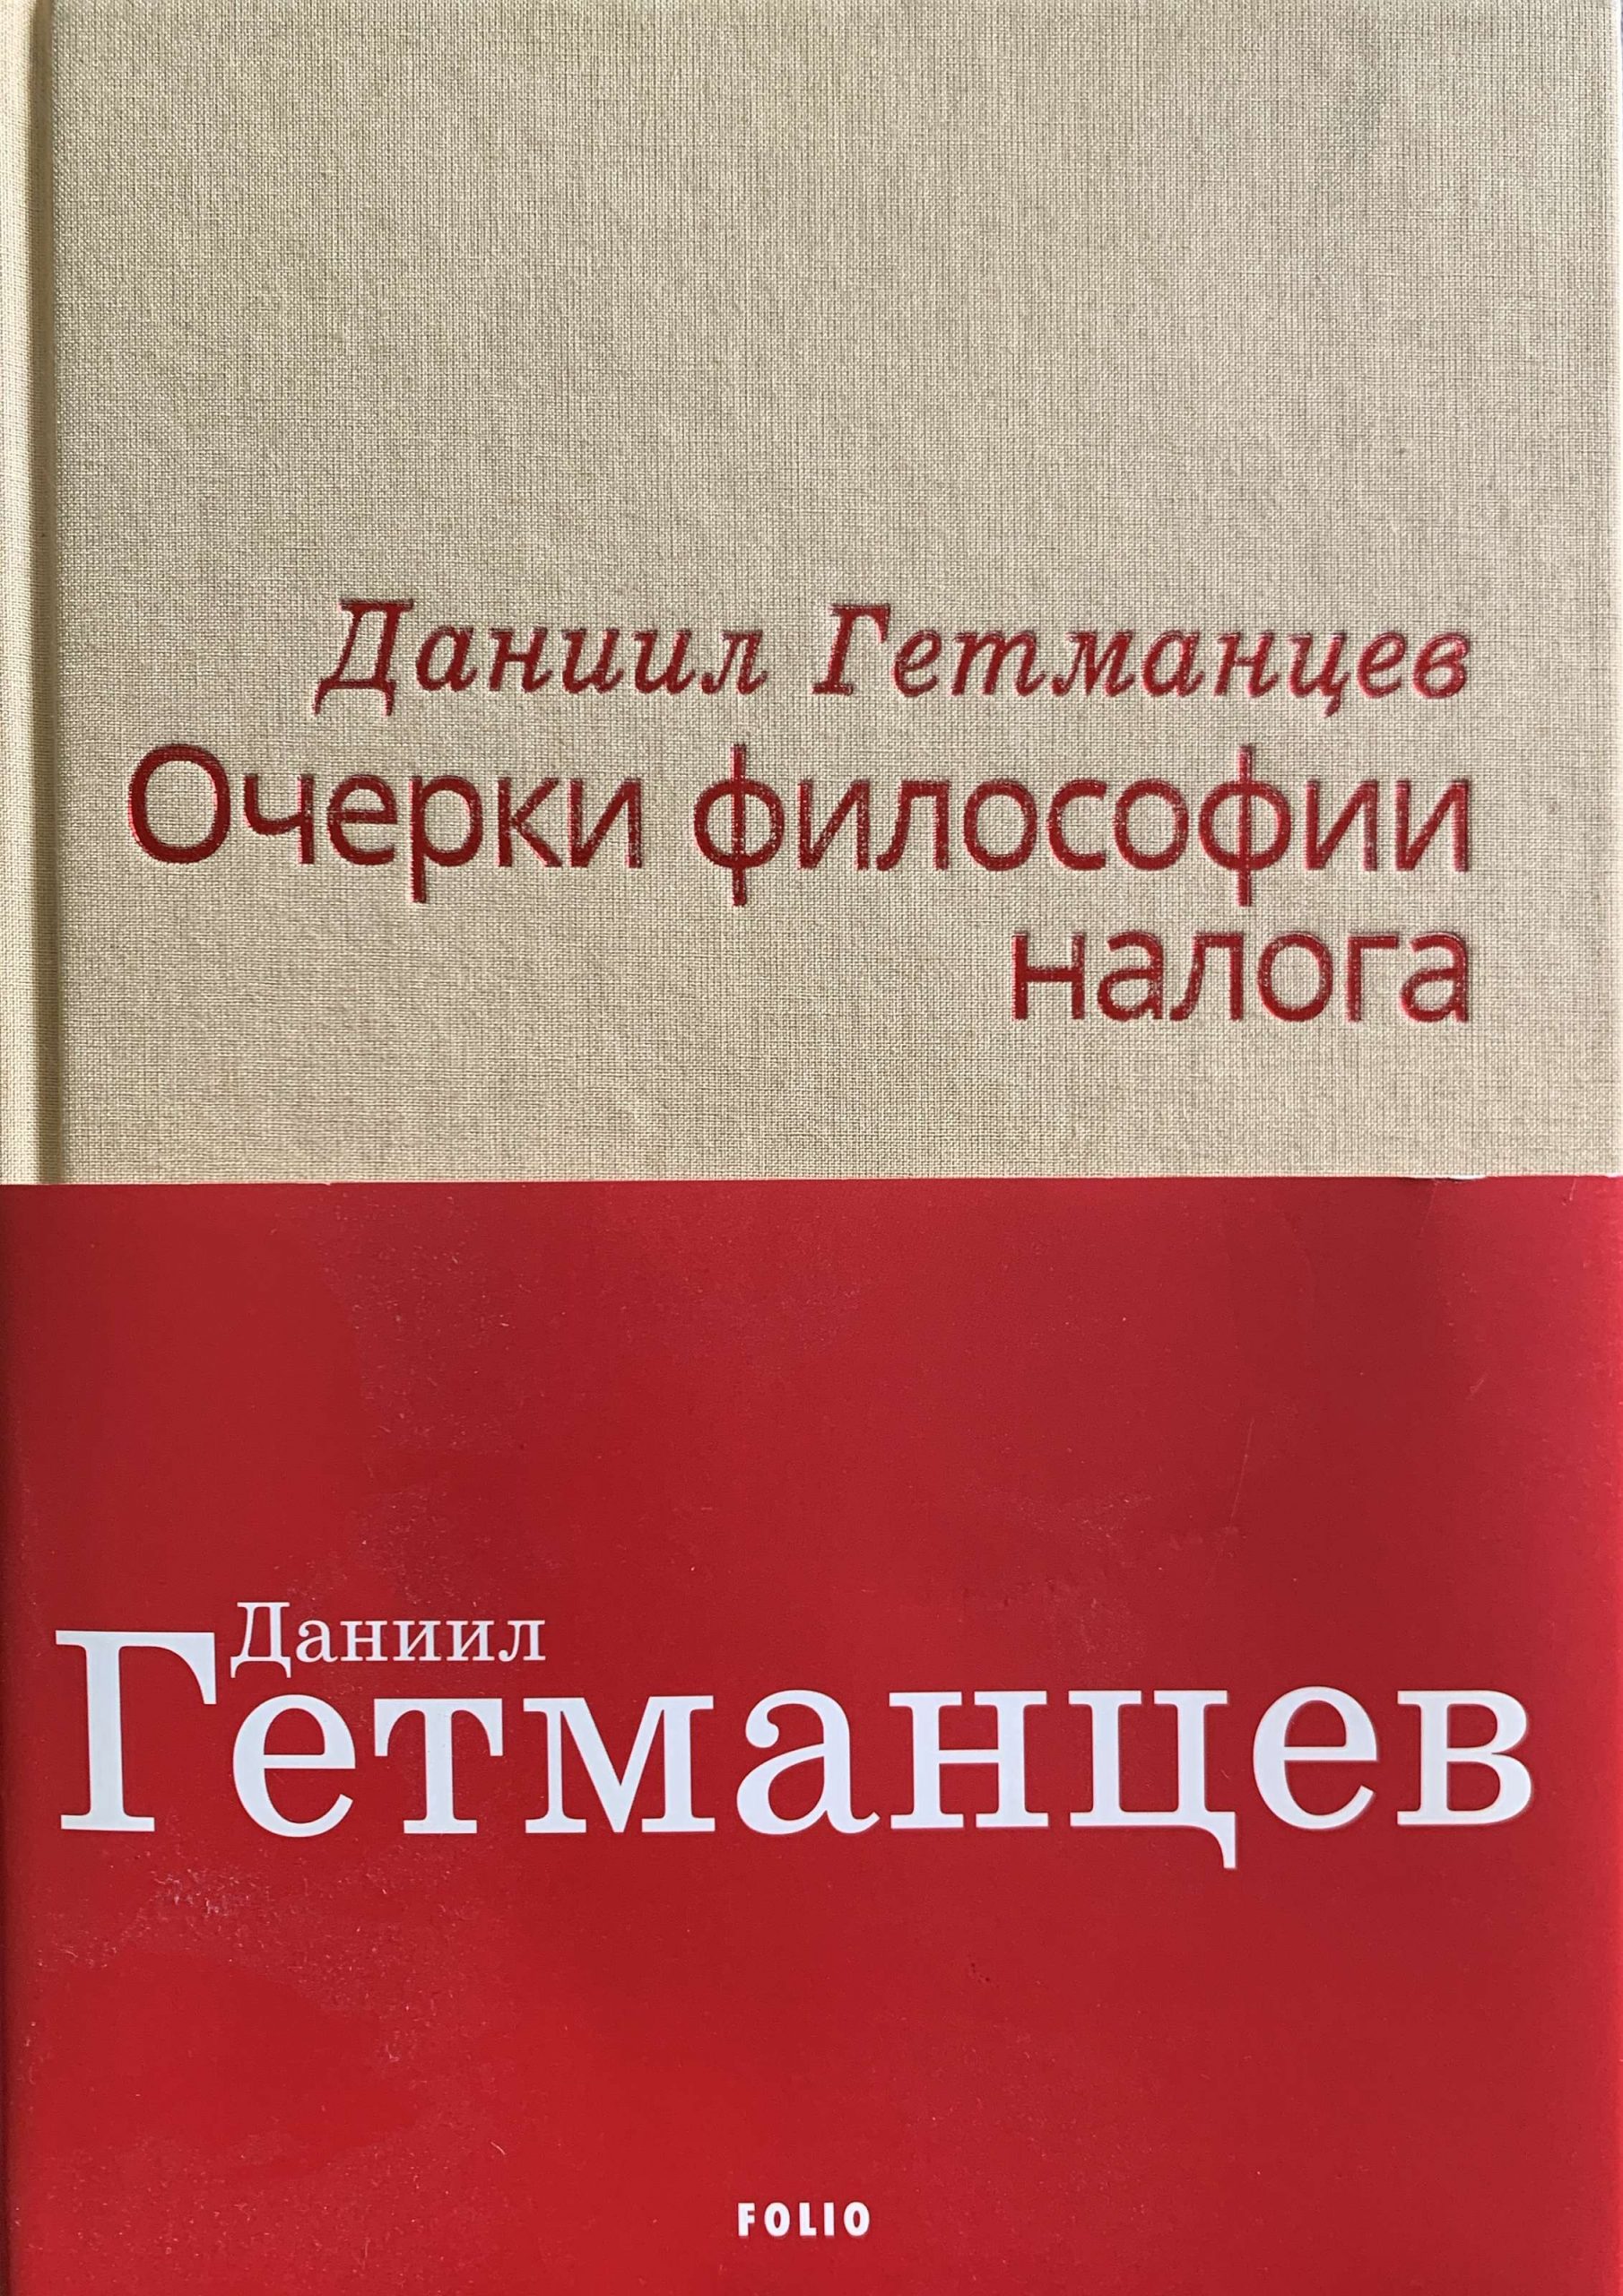 Даниил Гетманцев
Очерки философии
налога
Даниил
Гетманцев
FOLIO